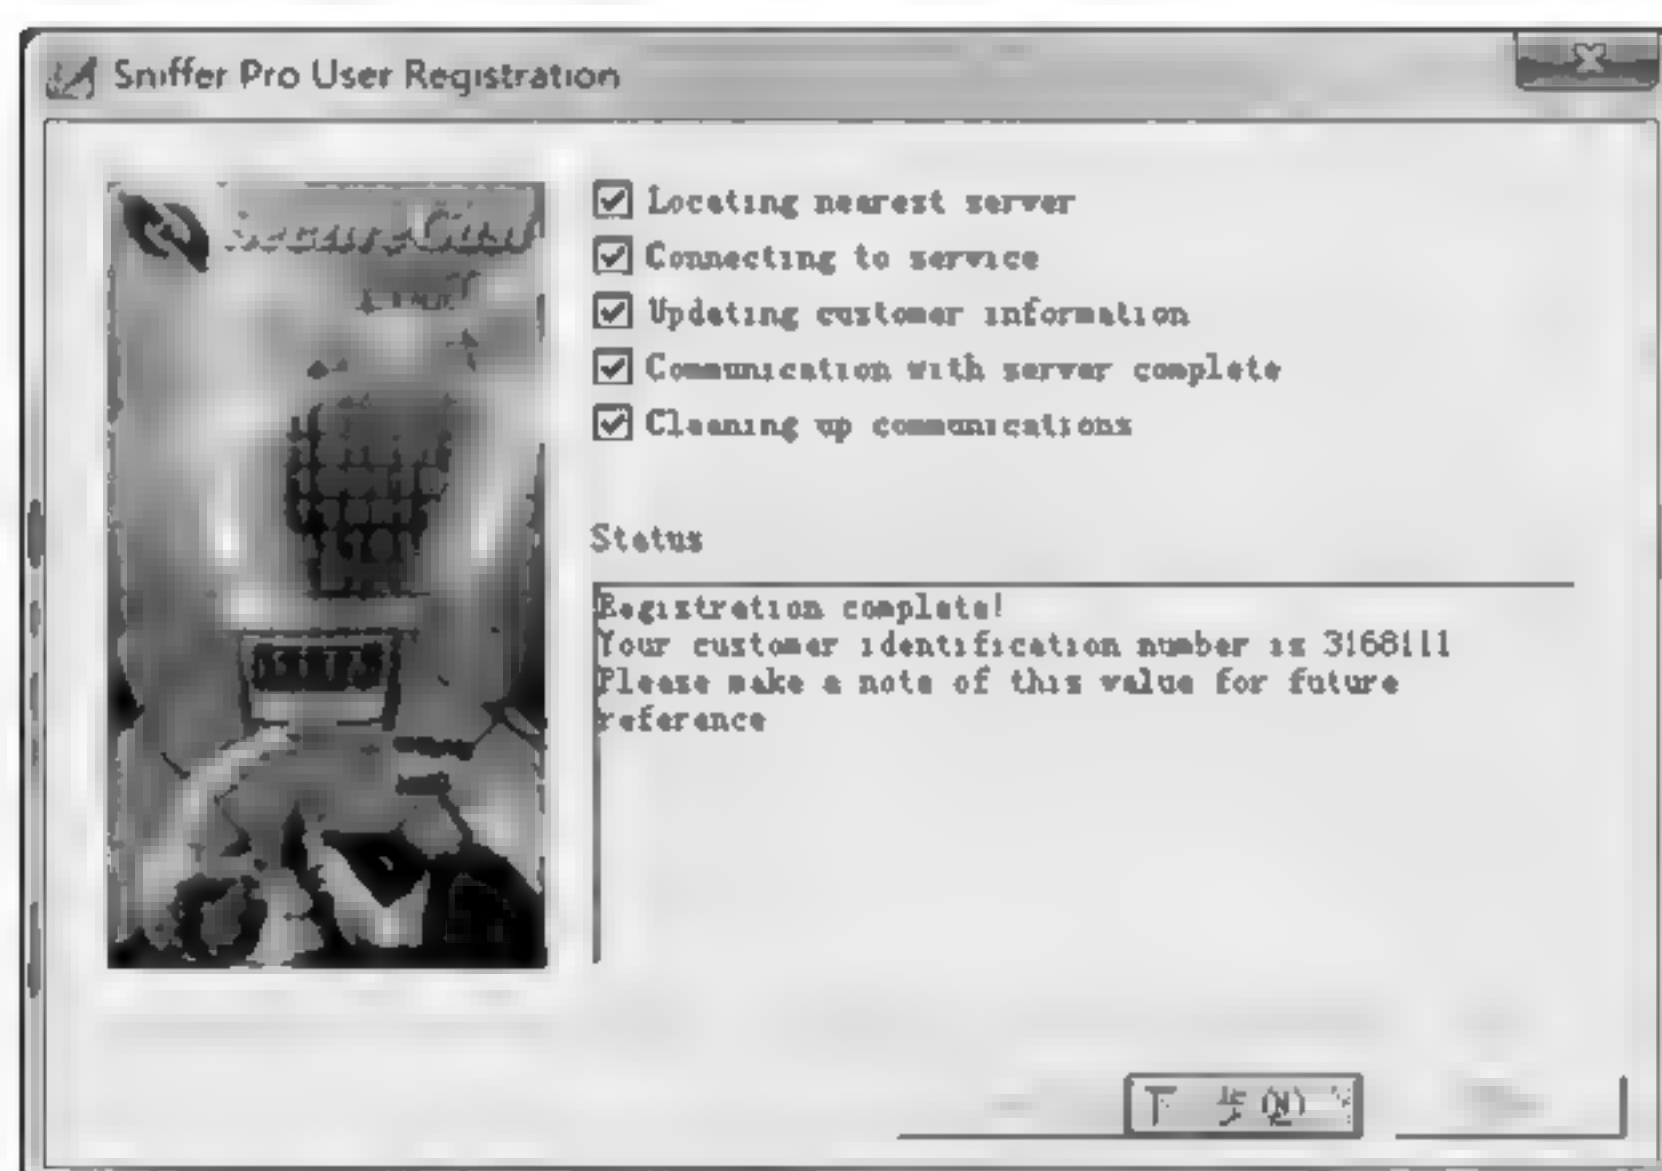 Sniffer Pro User Registration
SecureCast
Locating nearest server
Connecting to service
Updating customer information
Communication with server complete
Cleaning up communications
Status
Registration complete!
Your customer identification number is 3168111
Please make a note of this value for future
reference
下 步(N)